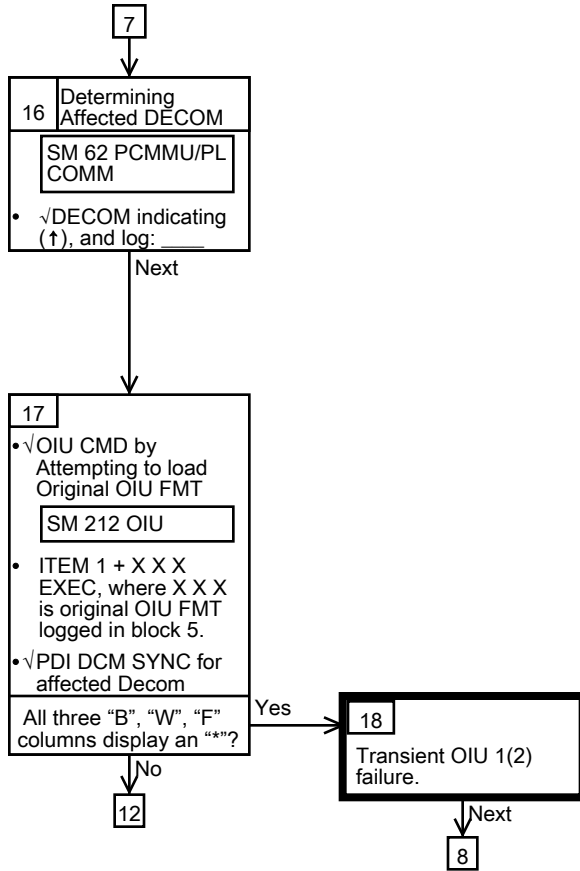 7
16
Determining
Affected DECOM
SM 62 PCMMU/PL
COMM
• √DECOM indicating
(↑), and log: ____
Next
17
•√OIU CMD by
Attempting to load
Original OIU FMT
SM 212 OIU
• ITEM 1 + X X X
EXEC, where X X X
is original OIU FMT
logged in block 5.
•√PDI DCM SYNC for
affected Decom
All three “B”, “W”, “F”
columns display an “*”?
Yes
No
12
18
Transient OIU 1(2)
failure.
Next
8